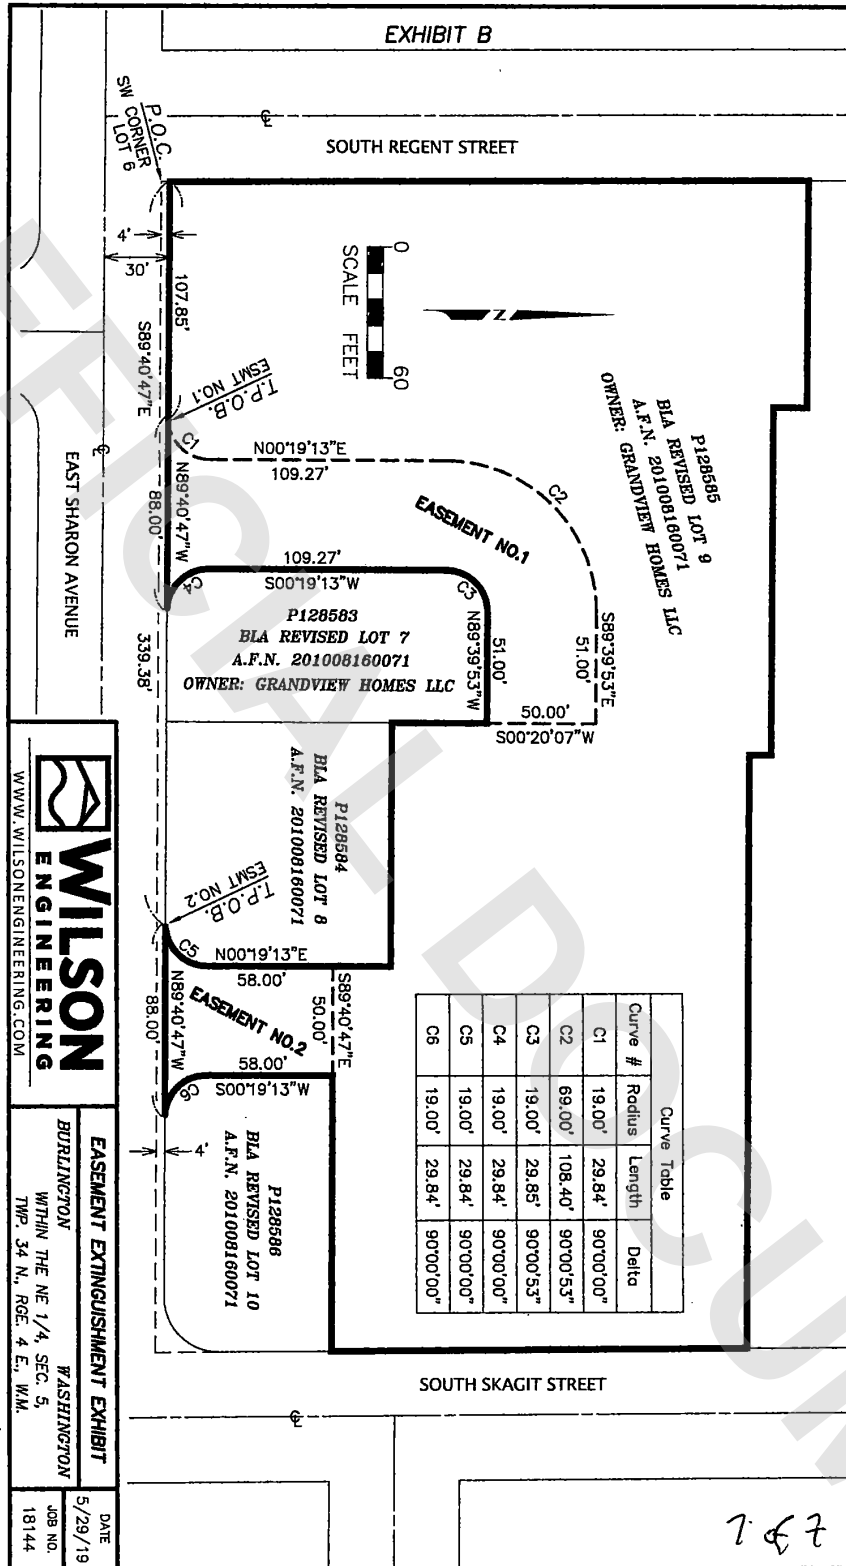 EXHIBIT B
SOUTH REGENT STREET
P.O.C.
SW CORNER
LOT 6
4'
30'
107.85'
S89°40'47"E
SCALE FEET
0
60
N
T.P.O.B.
ESMT NO.1
P128585
BLA REVISED LOT 9
A.F.N. 201008160071
OWNER: GRANDVIEW HOMES LLC
C1
N00°19'13"E
109.27'
C2
EASEMENT NO.1
N89°40'47"W
88.00'
EAST SHARON AVENUE
109.27'
S00°19'13"W
C4
C3
P128583
BLA REVISED LOT 7
A.F.N. 201008160071
OWNER: GRANDVIEW HOMES LLC
N89°39'53"W
51.00'
S89°39'53"E
51.00'
50.00'
S00°20'07"W
339.38'
P128584
BLA REVISED LOT 8
A.F.N. 201008160071
T.P.O.B.
ESMT NO.2
C5
N00°19'13"E
58.00'
EASEMENT NO.2
S89°40'47"E
50.00'
N89°40'47"W
88.00'
58.00'
S00°19'13"W
C6
4'
P128586
BLA REVISED LOT 10
A.F.N. 201008160071
Curve Table
Curve # Radius Length Delta
C1 19.00' 29.84' 90°00'00"
C2 69.00' 108.40' 90°00'53"
C3 19.00' 29.85' 90°00'53"
C4 19.00' 29.84' 90°00'00"
C5 19.00' 29.84' 90°00'00"
C6 19.00' 29.84' 90°00'00"
SOUTH SKAGIT STREET
WILSON
ENGINEERING
WWW.WILSONENGINEERING.COM
EASEMENT EXTINGUISHMENT EXHIBIT
BURLINGTON WASHINGTON
WITHIN THE NE 1/4, SEC. 5,
TWP. 34 N., RGE. 4 E., W.M.
DATE
5/29/19
JOB NO.
18144
7 of 7
FICIAL DOCUM